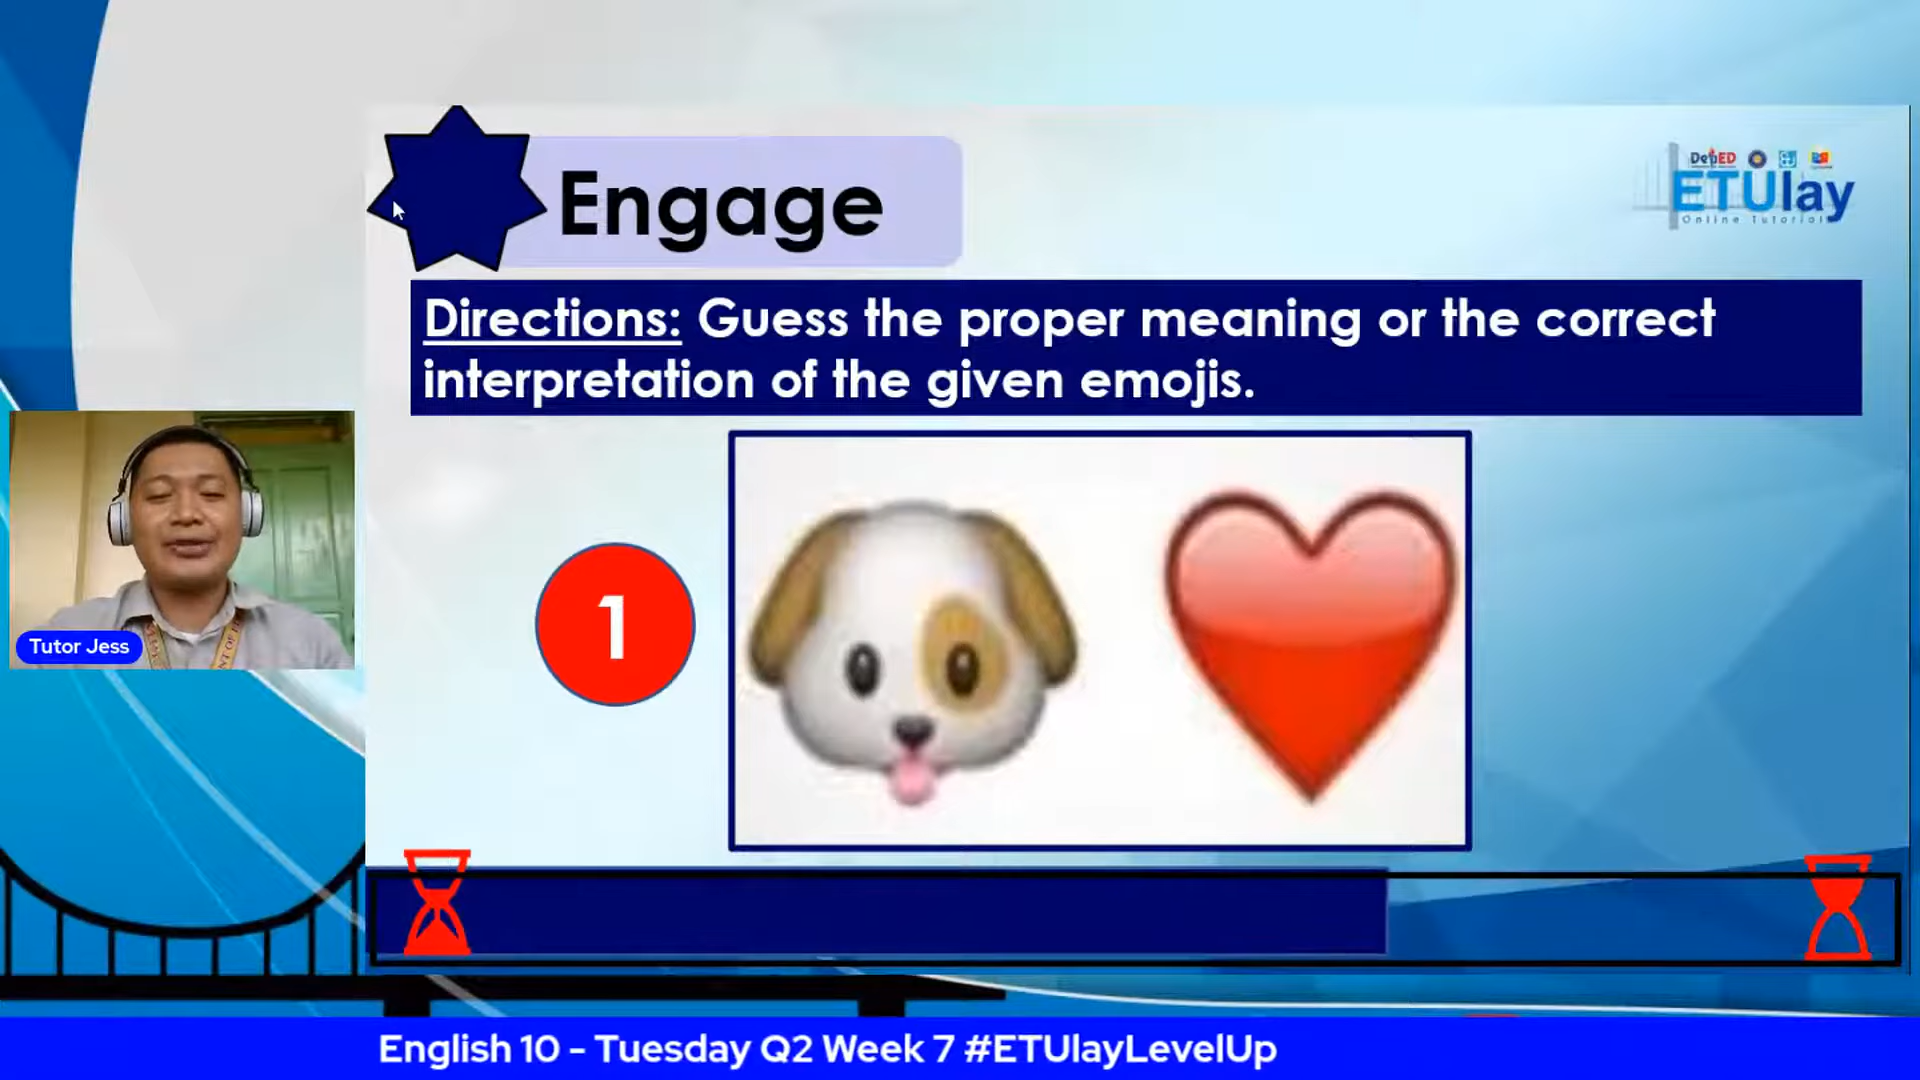 Engage
DepED
ETUlay
Online Tutorials
Directions: Guess the proper meaning or the correct
interpretation of the given emojis.
1
Tutor Jess
English 10 - Tuesday Q2 Week 7 #ETUlayLevelUp